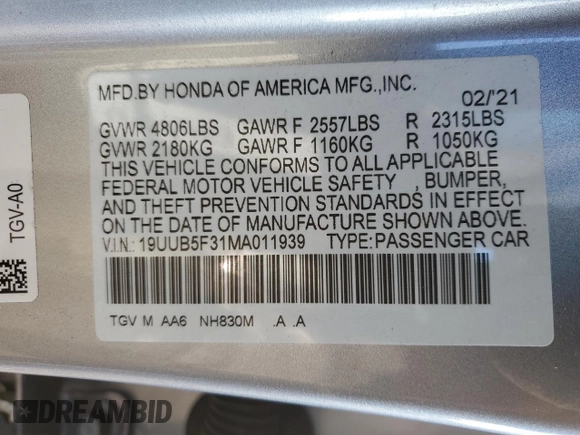 MFD.BY HONDA OF AMERICA MFG.,INC.
02/'21
GVWR 4806LBS GAWR F 2557LBS R 2315LBS
GVWR 2180KG GAWR F 1160KG R 1050KG
THIS VEHICLE CONFORMS TO ALL APPLICABLE
FEDERAL MOTOR VEHICLE SAFETY , BUMPER,
AND THEFT PREVENTION STANDARDS IN EFFECT
ON THE DATE OF MANUFACTURE SHOWN ABOVE.
V.I.N.: 19UUB5F31MA011939 TYPE:PASSENGER CAR
TGV M AA6 NH830M .A .A
TGV-A0
DREAMBID